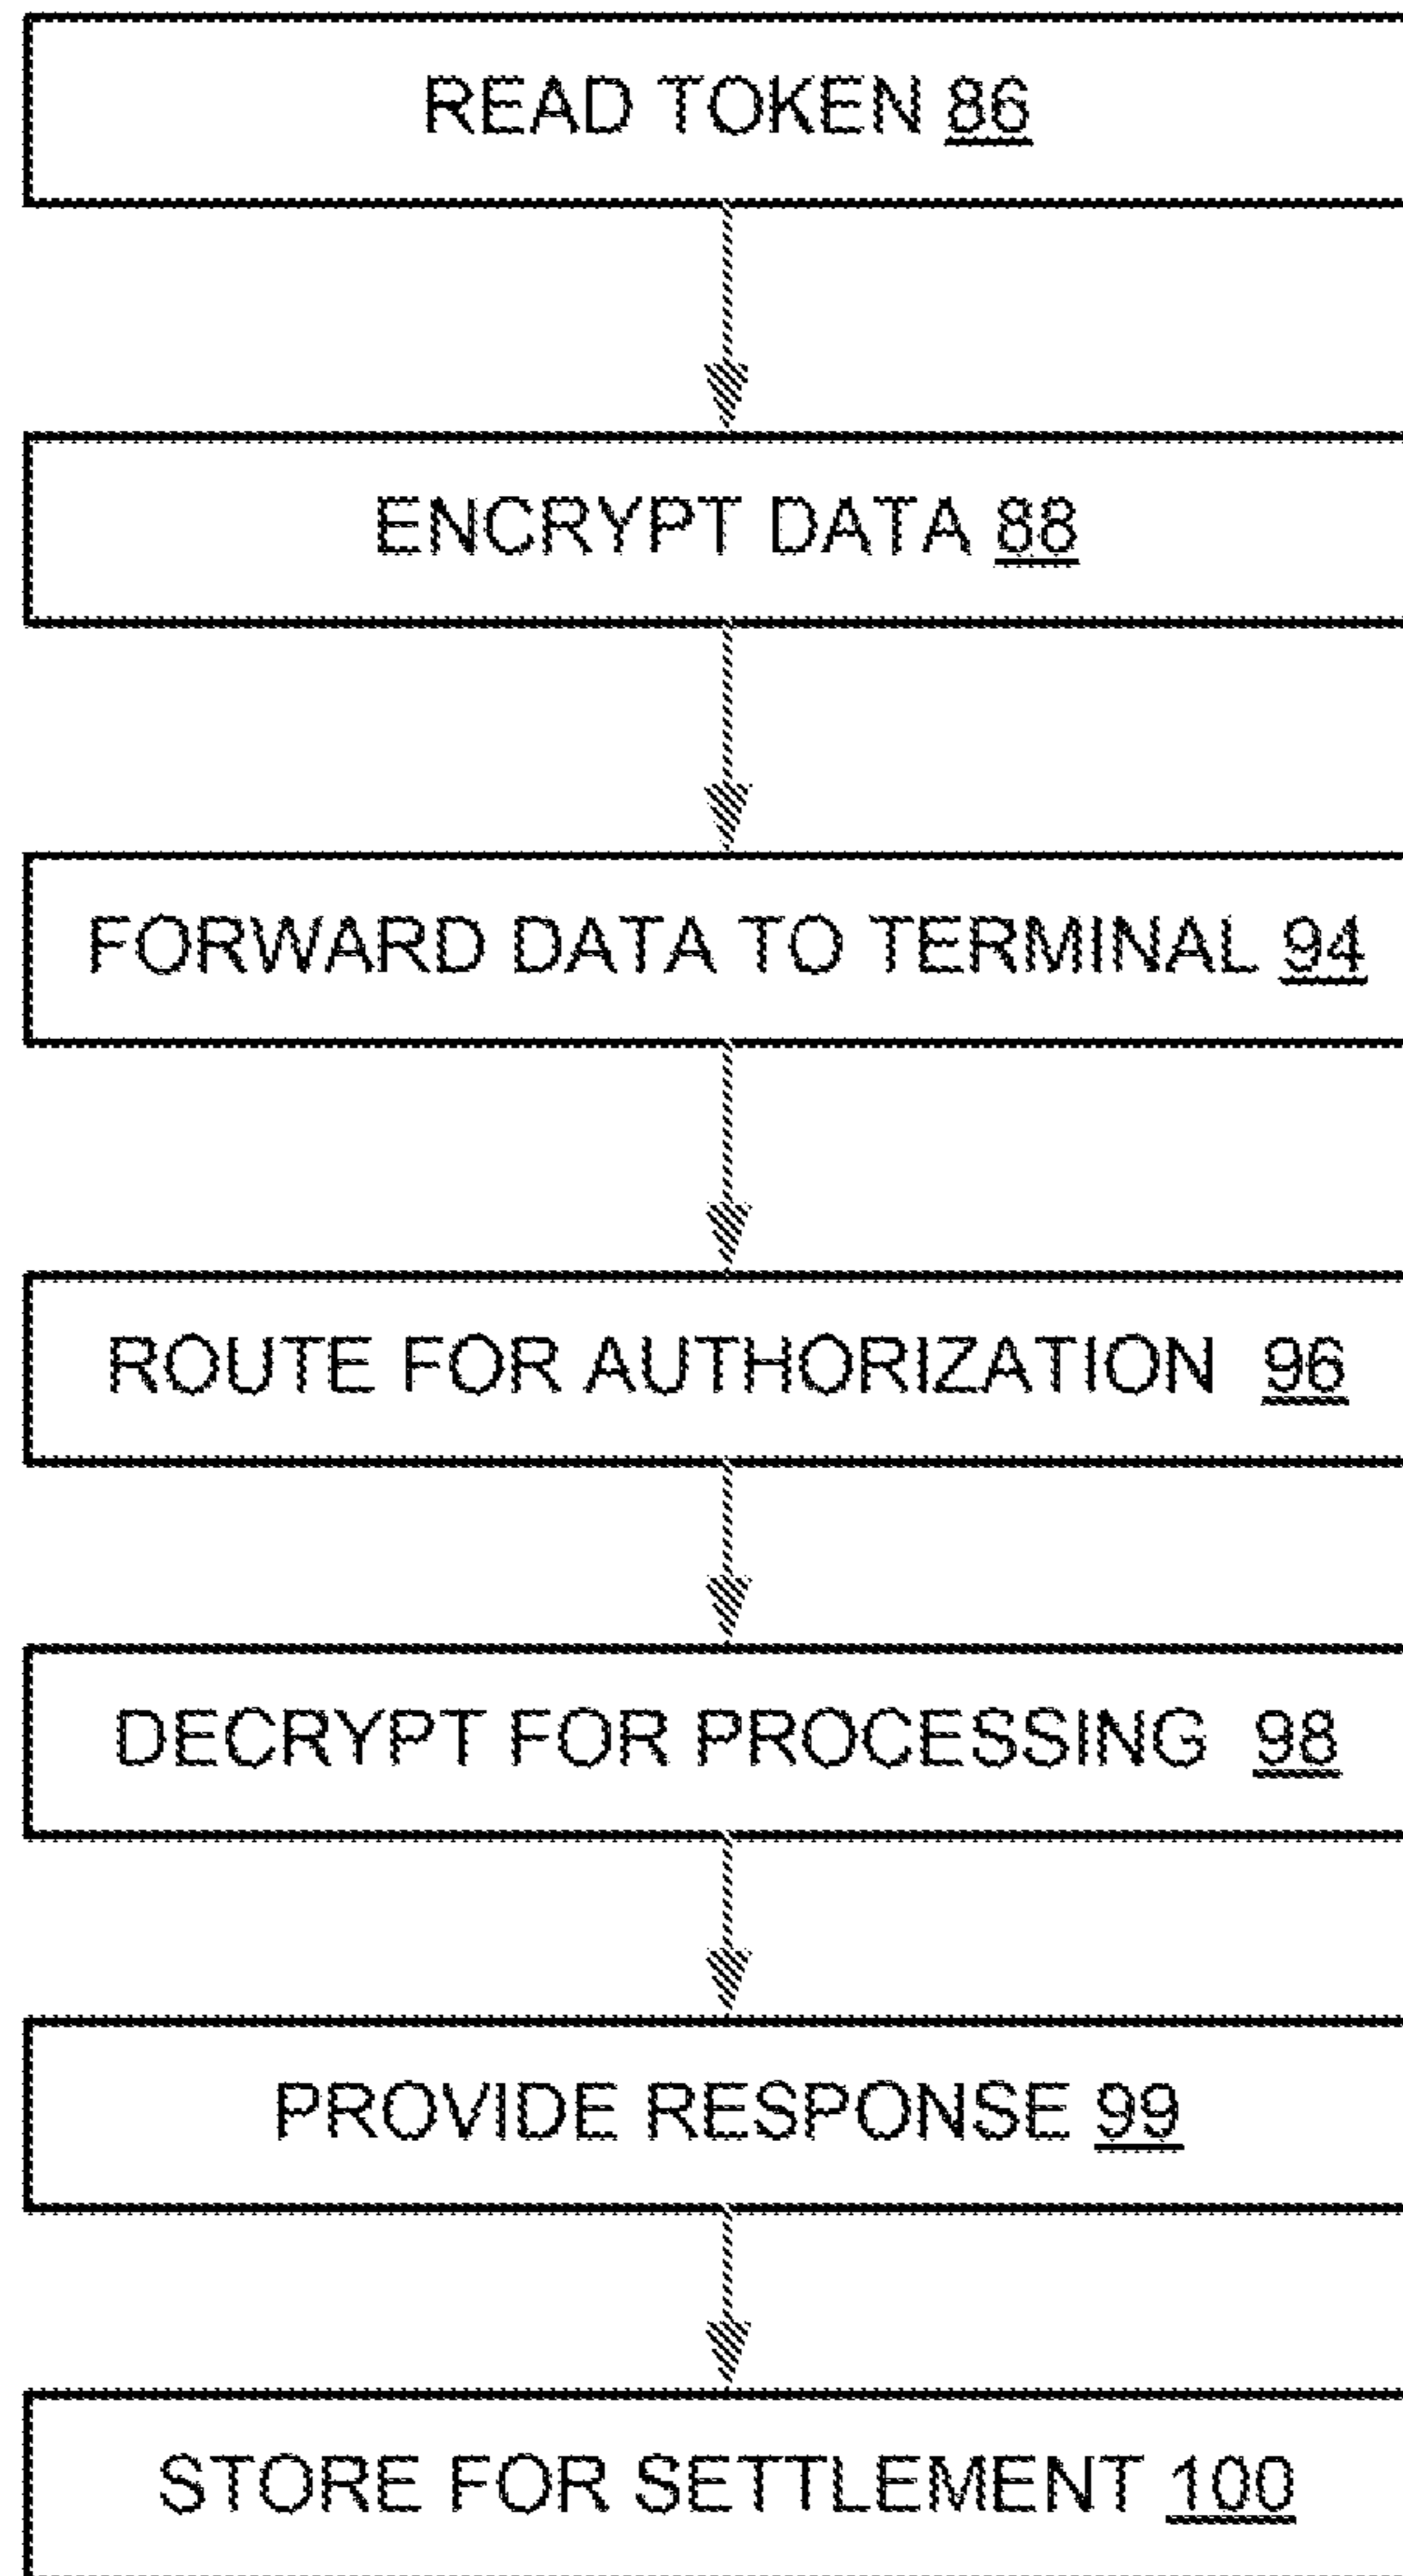 READ TOKEN 86
ENCRYPT DATA 88
FORWARD DATA TO TERMINAL 94
ROUTE FOR AUTHORIZATION 96
DECRYPT FOR PROCESSING 98
PROVIDE RESPONSE 99
STORE FOR SETTLEMENT 100